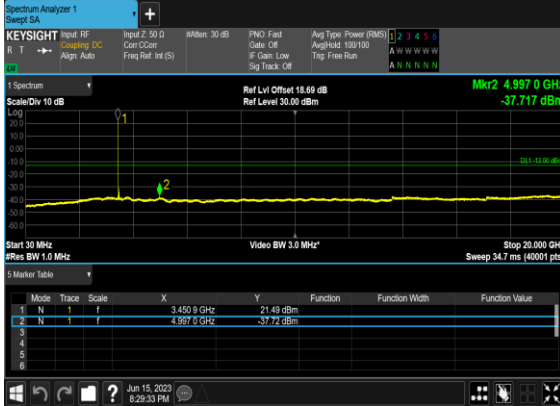 Spectrum Analyzer 1
Swept SA
+
KEYSIGHT Input: RF Input Z: 50 Ω #Atten: 30 dB PNO: Fast Avg Type: Power (RMS) 1 2 3 4 5 6
R T Coupling: DC Corr CCorr Gate: Off Avg|Hold: 100/100 A W W W W W
Align: Auto Freq Ref: Int (S) IF Gain: Low Trig: Free Run
Sig Track: Off A N N N N N
1 Spectrum Ref Lvl Offset 18.69 dB Mkr2 4.997 0 GHz
Scale/Div 10 dB Ref Level 30.00 dBm -37.717 dBm
Log
20.0
10.0
0.00
-10.0
-20.0
-30.0
-40.0
-50.0
-60.0
1
2
DL1 -13.00 dBm
Start 30 MHz Video BW 3.0 MHz* Stop 20.000 GHz
#Res BW 1.0 MHz Sweep 34.7 ms (40001 pts)
5 Marker Table
Mode Trace Scale X Y Function Function Width Function Value
1 N 1 f 3.450 9 GHz 21.49 dBm
2 N 1 f 4.997 0 GHz -37.72 dBm
3
4
5
6
? Jun 15, 2023
8:29:33 PM